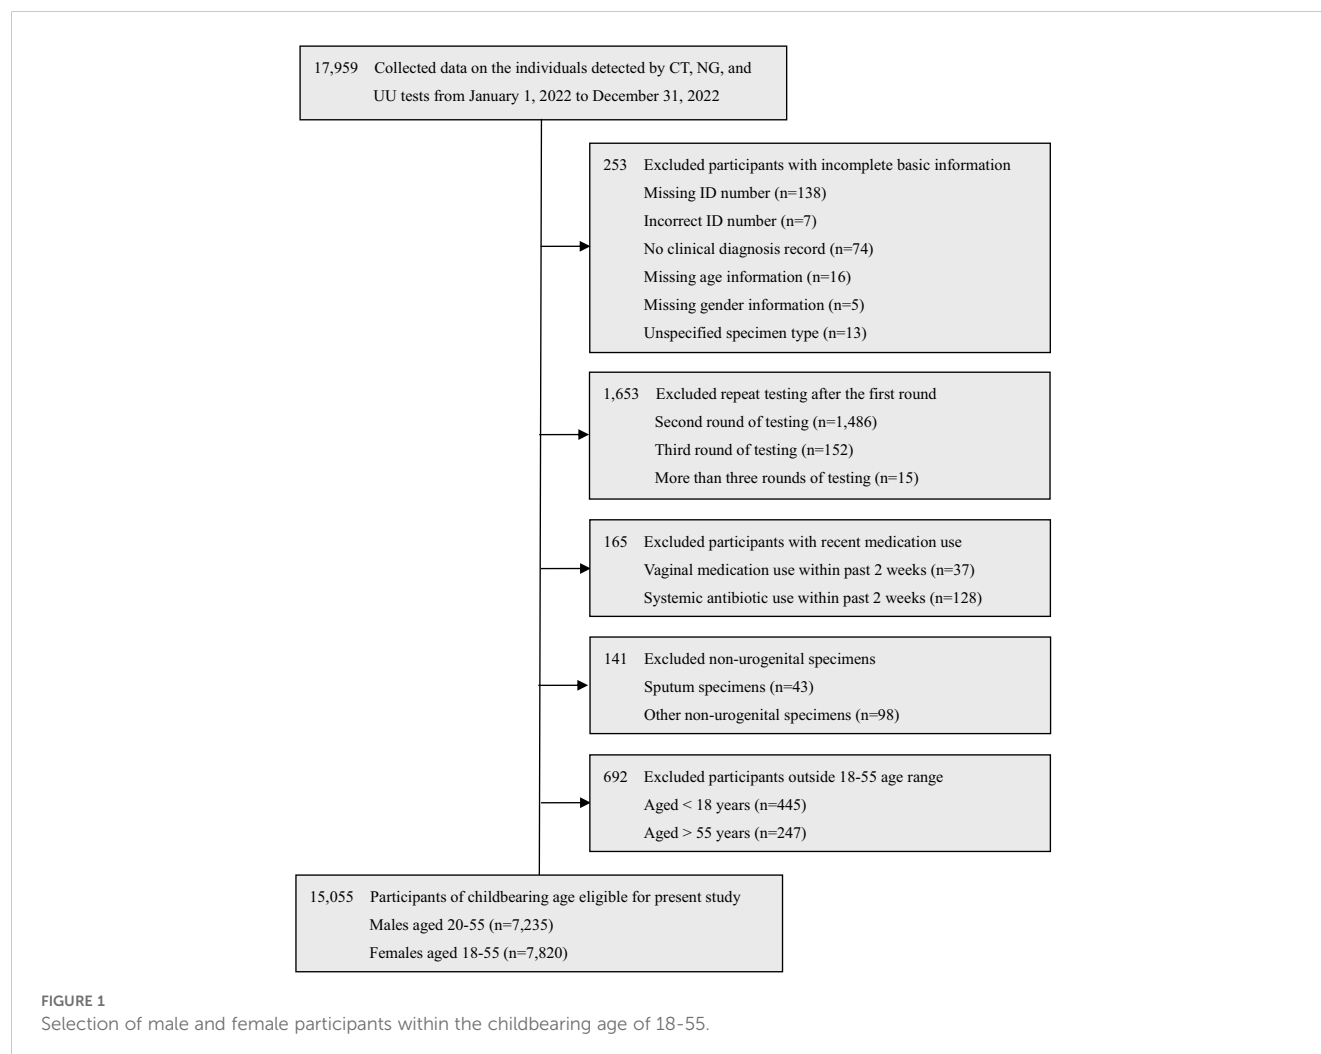 17,959 Collected data on the individuals detected by CT, NG, and
UU tests from January 1, 2022 to December 31, 2022
253 Excluded participants with incomplete basic information
Missing ID number (n=138)
Incorrect ID number (n=7)
No clinical diagnosis record (n=74)
Missing age information (n=16)
Missing gender information (n=5)
Unspecified specimen type (n=13)
1,653 Excluded repeat testing after the first round
Second round of testing (n=1,486)
Third round of testing (n=152)
More than three rounds of testing (n=15)
165 Excluded participants with recent medication use
Vaginal medication use within past 2 weeks (n=37)
Systemic antibiotic use within past 2 weeks (n=128)
141 Excluded non-urogenital specimens
Sputum specimens (n=43)
Other non-urogenital specimens (n=98)
692 Excluded participants outside 18-55 age range
Aged < 18 years (n=445)
Aged > 55 years (n=247)
15,055 Participants of childbearing age eligible for present study
Males aged 20-55 (n=7,235)
Females aged 18-55 (n=7,820)
FIGURE 1
Selection of male and female participants within the childbearing age of 18-55.